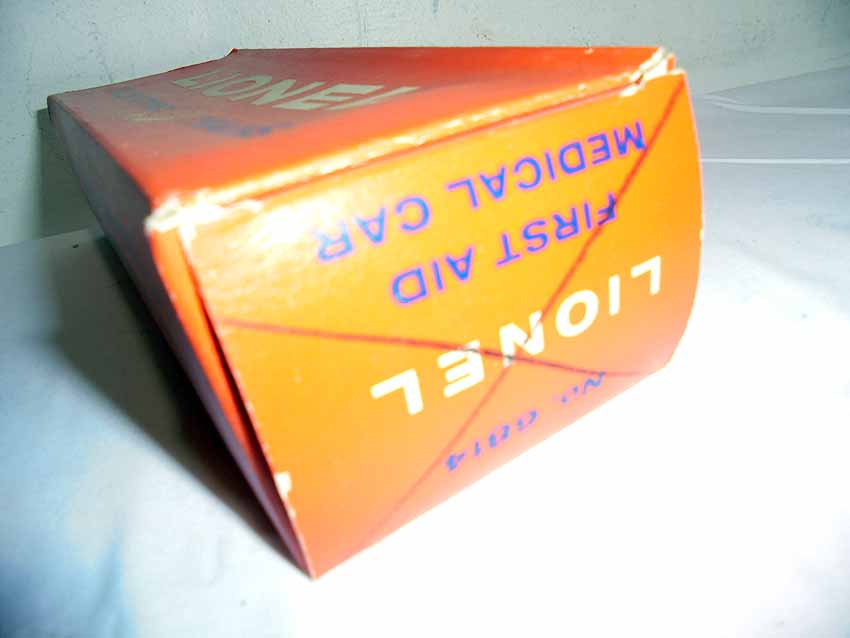 No. 6814
LIONEL
FIRST AID
MEDICAL CAR
LIONEL